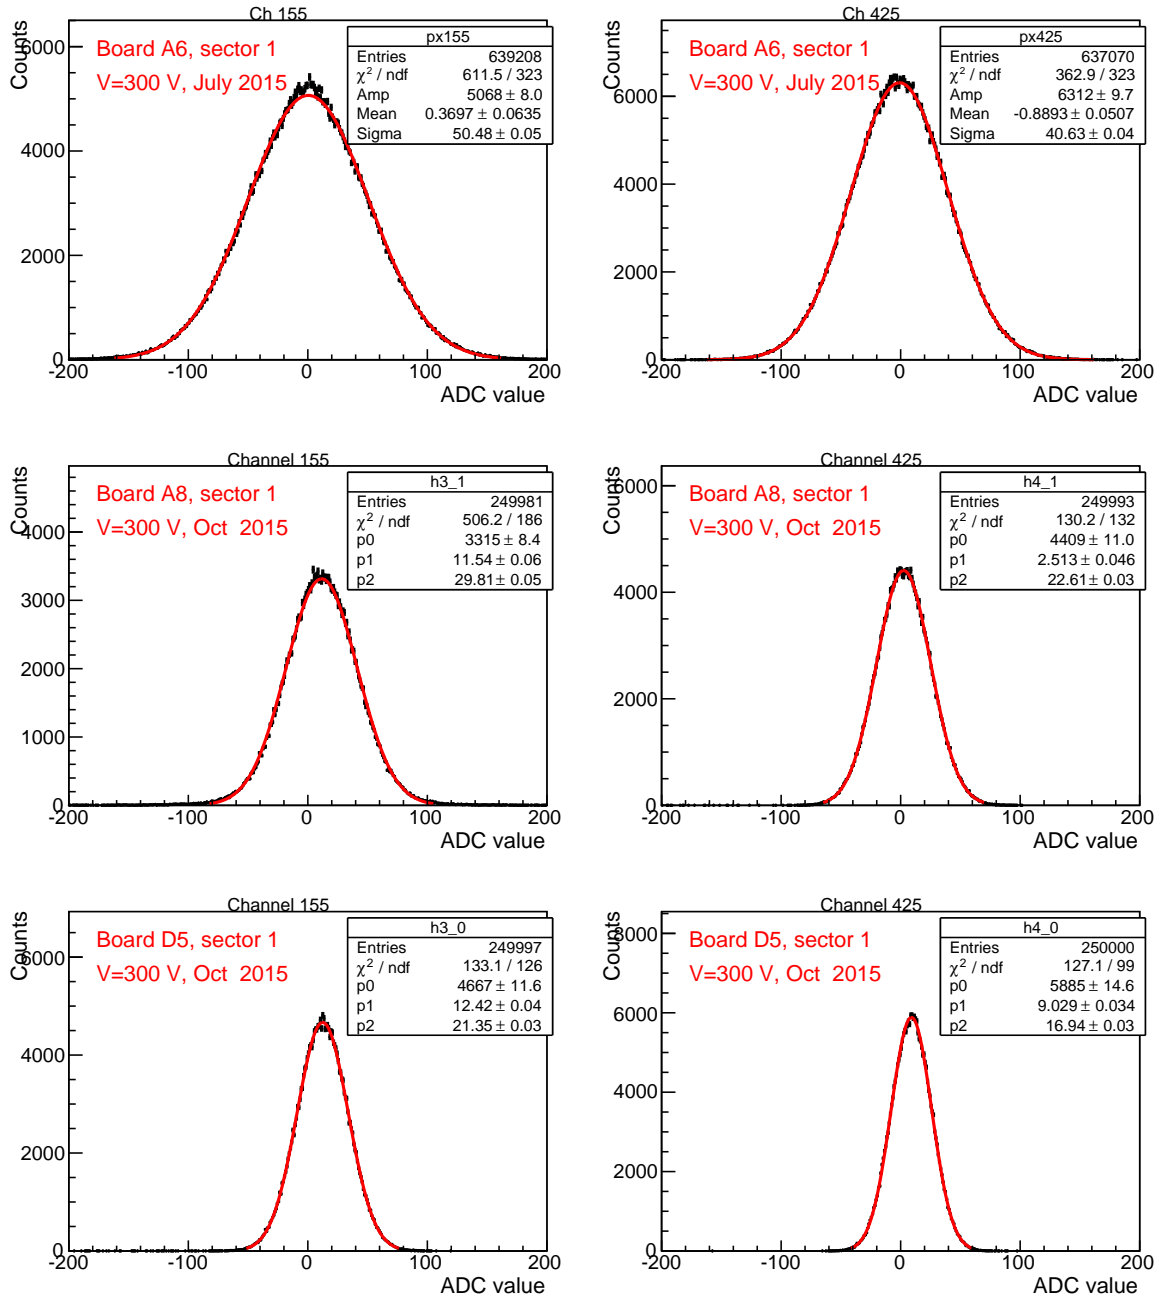 Ch 155
Counts
Board A6, sector 1
V=300 V, July 2015
px155
Entries 639208
χ² / ndf 611.5 / 323
Amp 5068 ± 8.0
Mean 0.3697 ± 0.0635
Sigma 50.48 ± 0.05
6000
4000
2000
0
-200 -100 0 100 200
ADC value
Ch 425
Counts
Board A6, sector 1
V=300 V, July 2015
px425
Entries 637070
χ² / ndf 362.9 / 323
Amp 6312 ± 9.7
Mean -0.8893 ± 0.0507
Sigma 40.63 ± 0.04
6000
4000
2000
0
-200 -100 0 100 200
ADC value
Channel 155
Counts
Board A8, sector 1
V=300 V, Oct 2015
h3_1
Entries 249981
χ² / ndf 506.2 / 186
p0 3315 ± 8.4
p1 11.54 ± 0.06
p2 29.81 ± 0.05
4000
3000
2000
1000
0
-200 -100 0 100 200
ADC value
Channel 425
Counts
Board A8, sector 1
V=300 V, Oct 2015
h4_1
Entries 249993
χ² / ndf 130.2 / 132
p0 4409 ± 11.0
p1 2.513 ± 0.046
p2 22.61 ± 0.03
6000
4000
2000
0
-200 -100 0 100 200
ADC value
Channel 155
Counts
Board D5, sector 1
V=300 V, Oct 2015
h3_0
Entries 249997
χ² / ndf 133.1 / 126
p0 4667 ± 11.6
p1 12.42 ± 0.04
p2 21.35 ± 0.03
6000
4000
2000
0
-200 -100 0 100 200
ADC value
Channel 425
Counts
Board D5, sector 1
V=300 V, Oct 2015
h4_0
Entries 250000
χ² / ndf 127.1 / 99
p0 5885 ± 14.6
p1 9.029 ± 0.034
p2 16.94 ± 0.03
8000
6000
4000
2000
0
-200 -100 0 100 200
ADC value